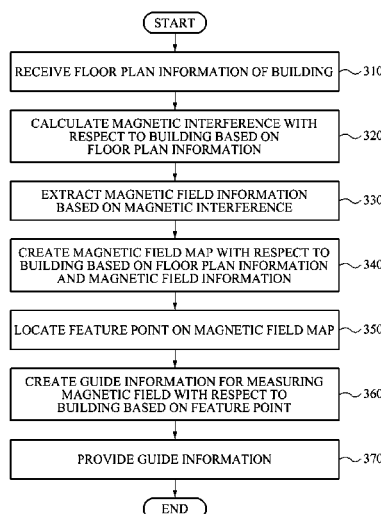 START
RECEIVE FLOOR PLAN INFORMATION OF BUILDING
310
CALCULATE MAGNETIC INTERFERENCE WITH
RESPECT TO BUILDING BASED ON
FLOOR PLAN INFORMATION
320
EXTRACT MAGNETIC FIELD INFORMATION
BASED ON MAGNETIC INTERFERENCE
330
CREATE MAGNETIC FIELD MAP WITH RESPECT TO
BUILDING BASED ON FLOOR PLAN INFORMATION
AND MAGNETIC FIELD INFORMATION
340
LOCATE FEATURE POINT ON MAGNETIC FIELD MAP
350
CREATE GUIDE INFORMATION FOR MEASURING
MAGNETIC FIELD WITH RESPECT TO
BUILDING BASED ON FEATURE POINT
360
PROVIDE GUIDE INFORMATION
370
END